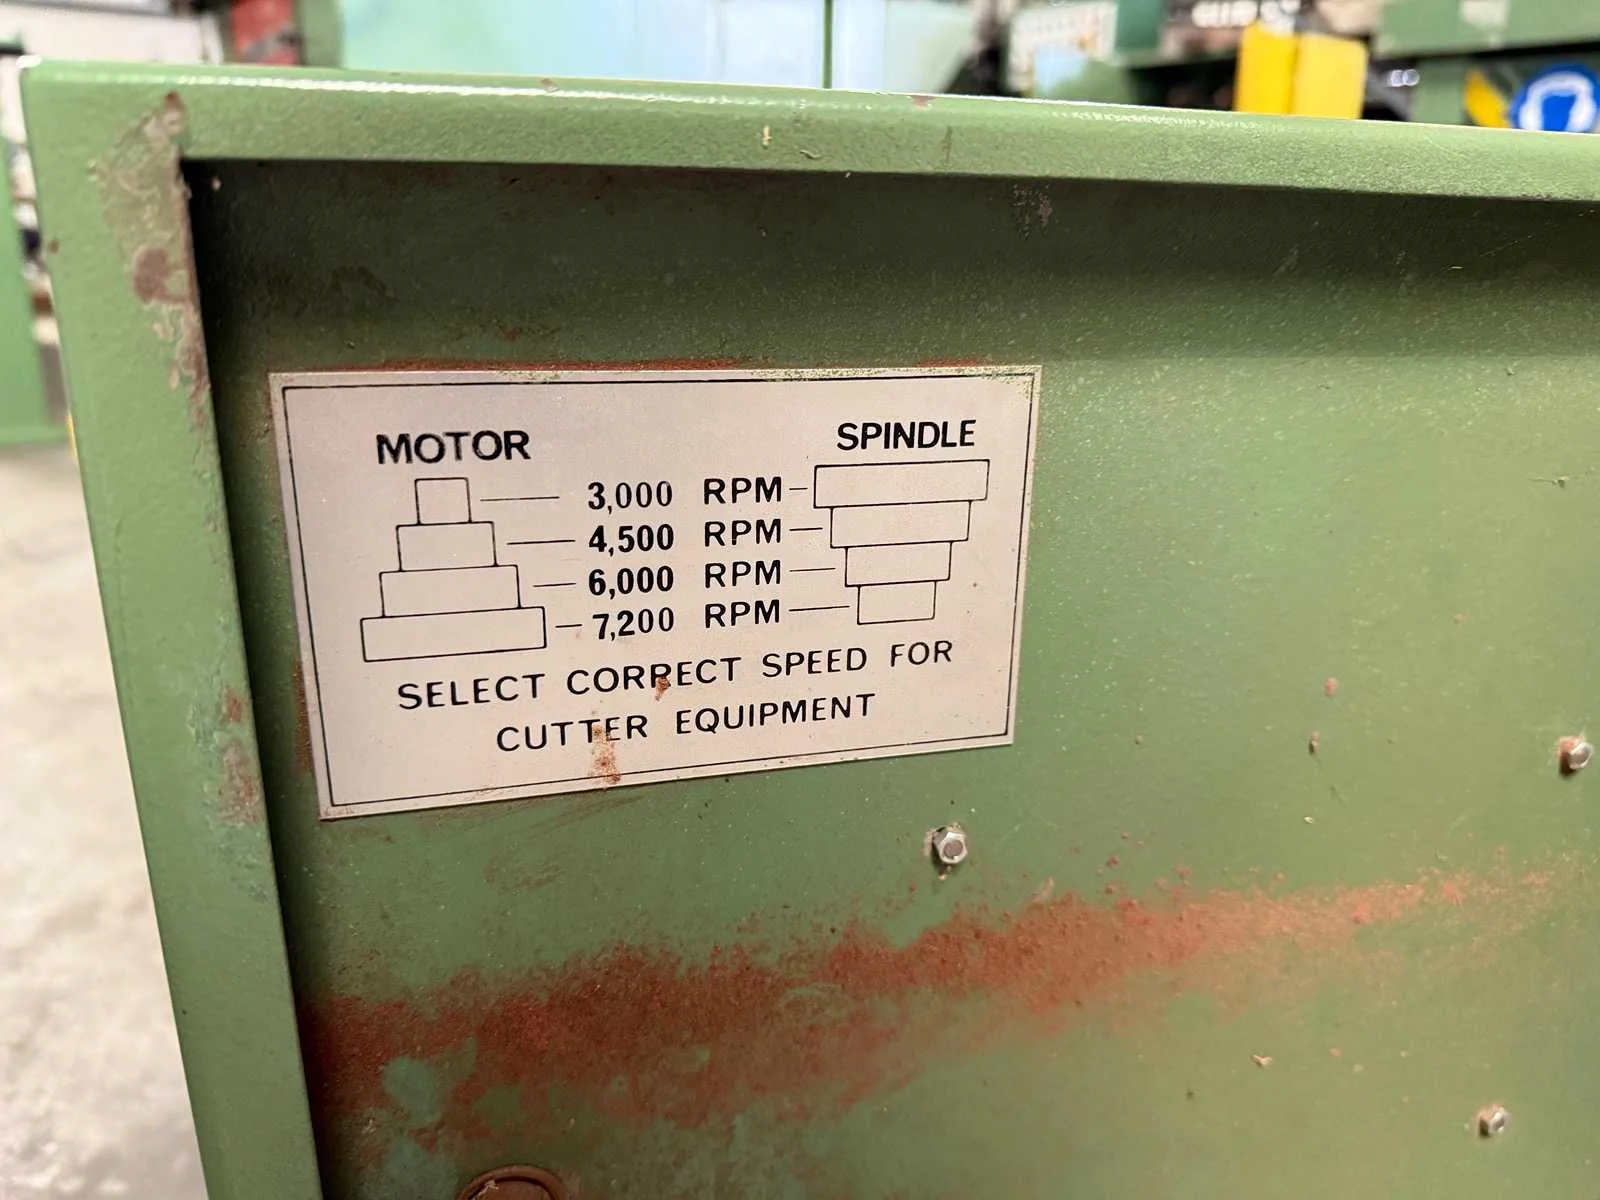 MOTOR SPINDLE
3,000 RPM
4,500 RPM
6,000 RPM
7,200 RPM
SELECT CORRECT SPEED FOR
CUTTER EQUIPMENT